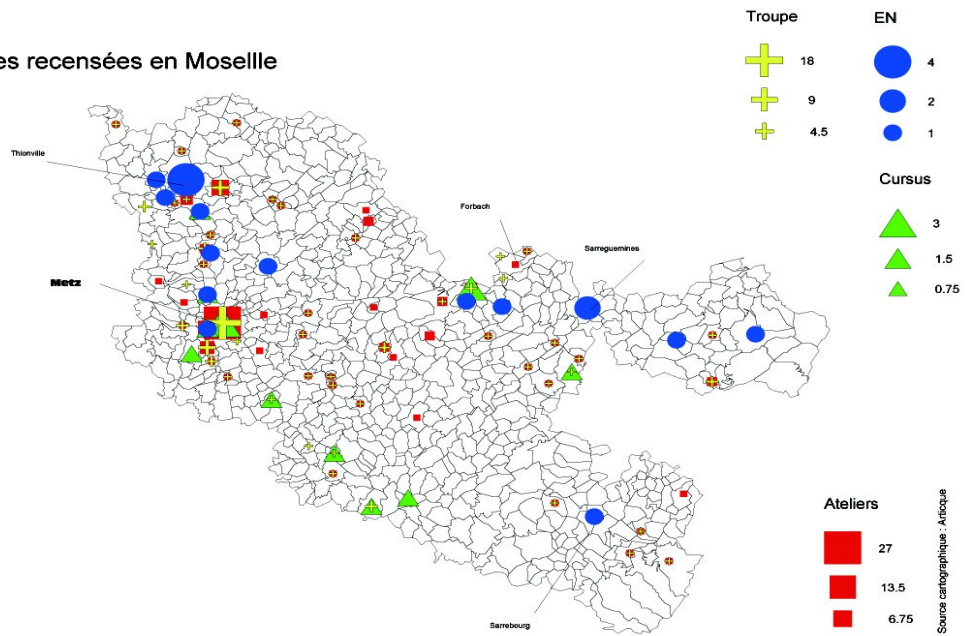 es recensées en Mosellle
Troupe
18
9
4.5
EN
4
2
1
Cursus
3
1.5
0.75
Thionville
Forbach
Sarreguemines
Metz
Sarrebourg
Ateliers
27
13.5
6.75
Source cartographique : Articque